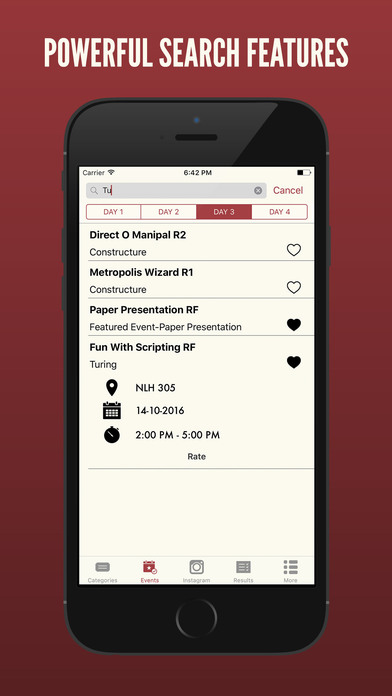 POWERFUL SEARCH FEATURES
Carrier 6:42 PM
Tu Cancel
DAY 1 DAY 2 DAY 3 DAY 4
Direct O Manipal R2
Constructure
Metropolis Wizard R1
Constructure
Paper Presentation RF
Featured Event-Paper Presentation
Fun With Scripting RF
Turing
NLH 305
14-10-2016
2:00 PM - 5:00 PM
Rate
Categories Events Instagram Results More